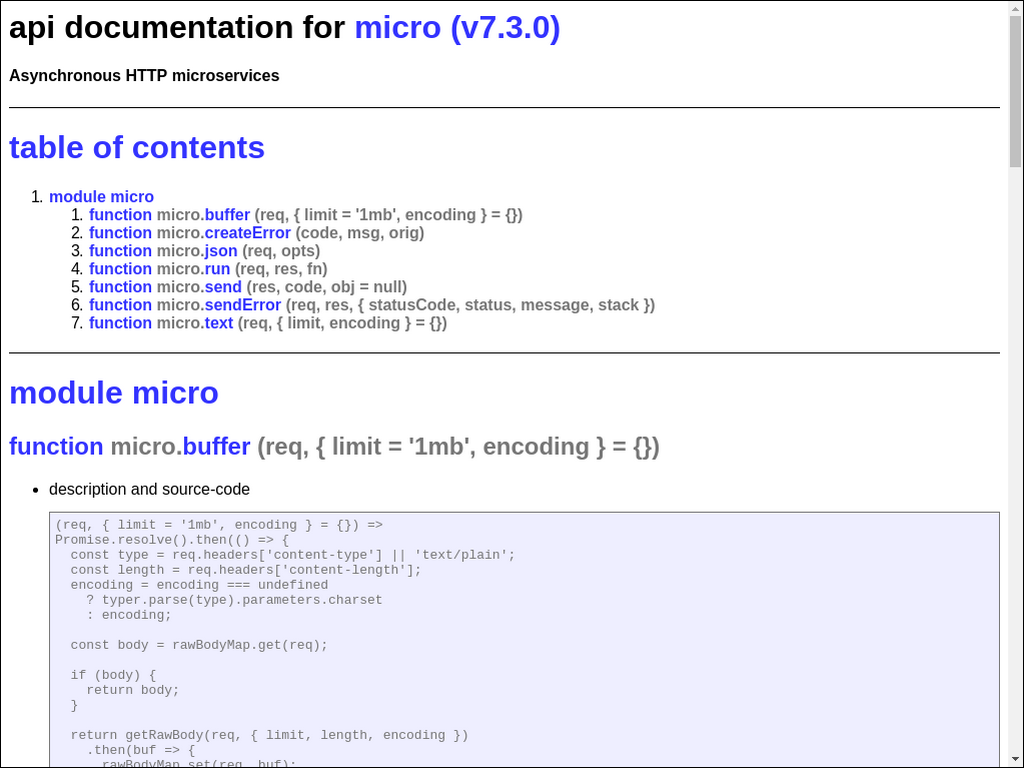 api documentation for micro (v7.3.0)
Asynchronous HTTP microservices
table of contents
1. module micro
1. function micro.buffer (req, { limit = '1mb', encoding } = {})
2. function micro.createError (code, msg, orig)
3. function micro.json (req, opts)
4. function micro.run (req, res, fn)
5. function micro.send (res, code, obj = null)
6. function micro.sendError (req, res, { statusCode, status, message, stack })
7. function micro.text (req, { limit, encoding } = {})
module micro
function micro.buffer (req, { limit = '1mb', encoding } = {})
• description and source-code
(req, { limit = '1mb', encoding } = {}) =>
Promise.resolve().then(() => {
  const type = req.headers['content-type'] || 'text/plain';
  const length = req.headers['content-length'];
  encoding = encoding === undefined
    ? typer.parse(type).parameters.charset
    : encoding;
  const body = rawBodyMap.get(req);
  if (body) {
    return body;
  }
  return getRawBody(req, { limit, length, encoding })
    .then(buf => {
      rawBodyMap.set(req, buf);